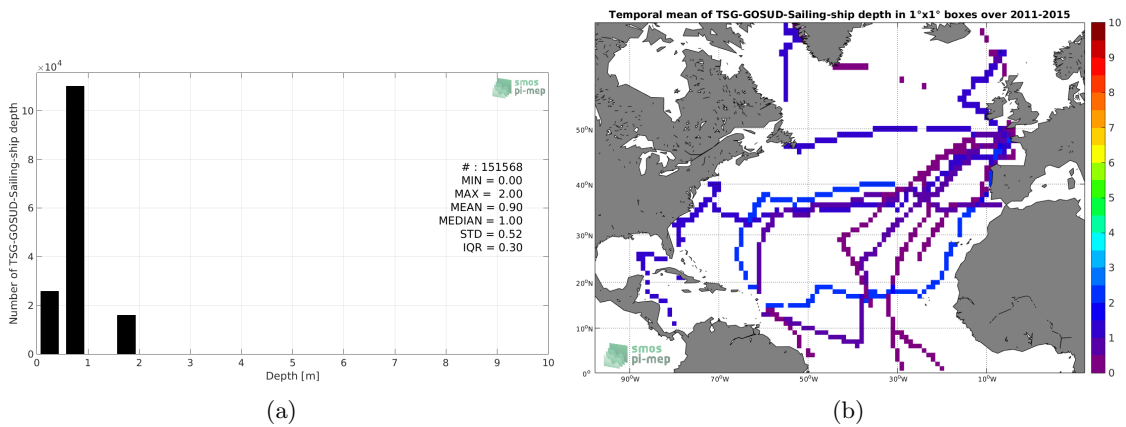 ×10⁴
10
8
6
4
2
0
0
1
2
3
4
5
6
7
8
9
10
Number of TSG-GOSUD-Sailing-ship depth
Depth [m]
smos
pi-mep
# : 151568
MIN = 0.00
MAX = 2.00
MEAN = 0.90
MEDIAN = 1.00
STD = 0.52
IQR = 0.30
(a)
Temporal mean of TSG-GOSUD-Sailing-ship depth in 1°x1° boxes over 2011-2015
50°N
40°N
30°N
20°N
10°N
0°
90°W
70°W
50°W
30°W
10°W
smos
pi-mep
10
9
8
7
6
5
4
3
2
1
0
(b)